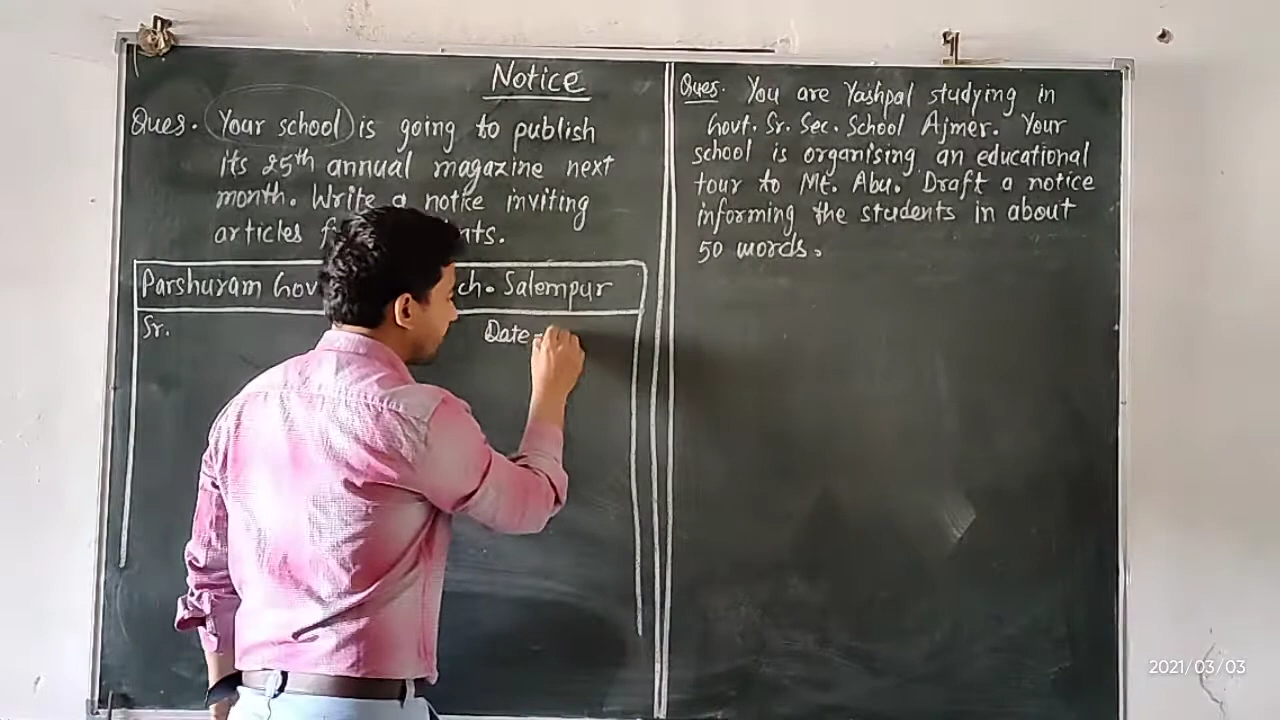 Notice
Ques. Your school is going to publish
its 25th annual magazine next
month. Write a notice inviting
articles f nts.
Parshuram Gov ch. Salempur
Sr. Date-
Ques. You are Yashpal studying in
Govt. Sr. Sec. School Ajmer. Your
school is organising an educational
tour to Mt. Abu. Draft a notice
informing the students in about
50 words.
2021/03/03